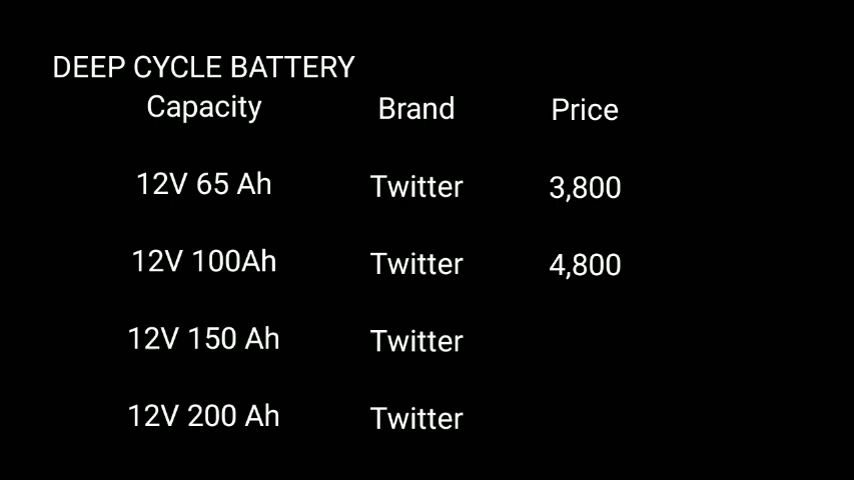 DEEP CYCLE BATTERY
Capacity Brand Price
12V 65 Ah Twitter 3,800
12V 100Ah Twitter 4,800
12V 150 Ah Twitter
12V 200 Ah Twitter